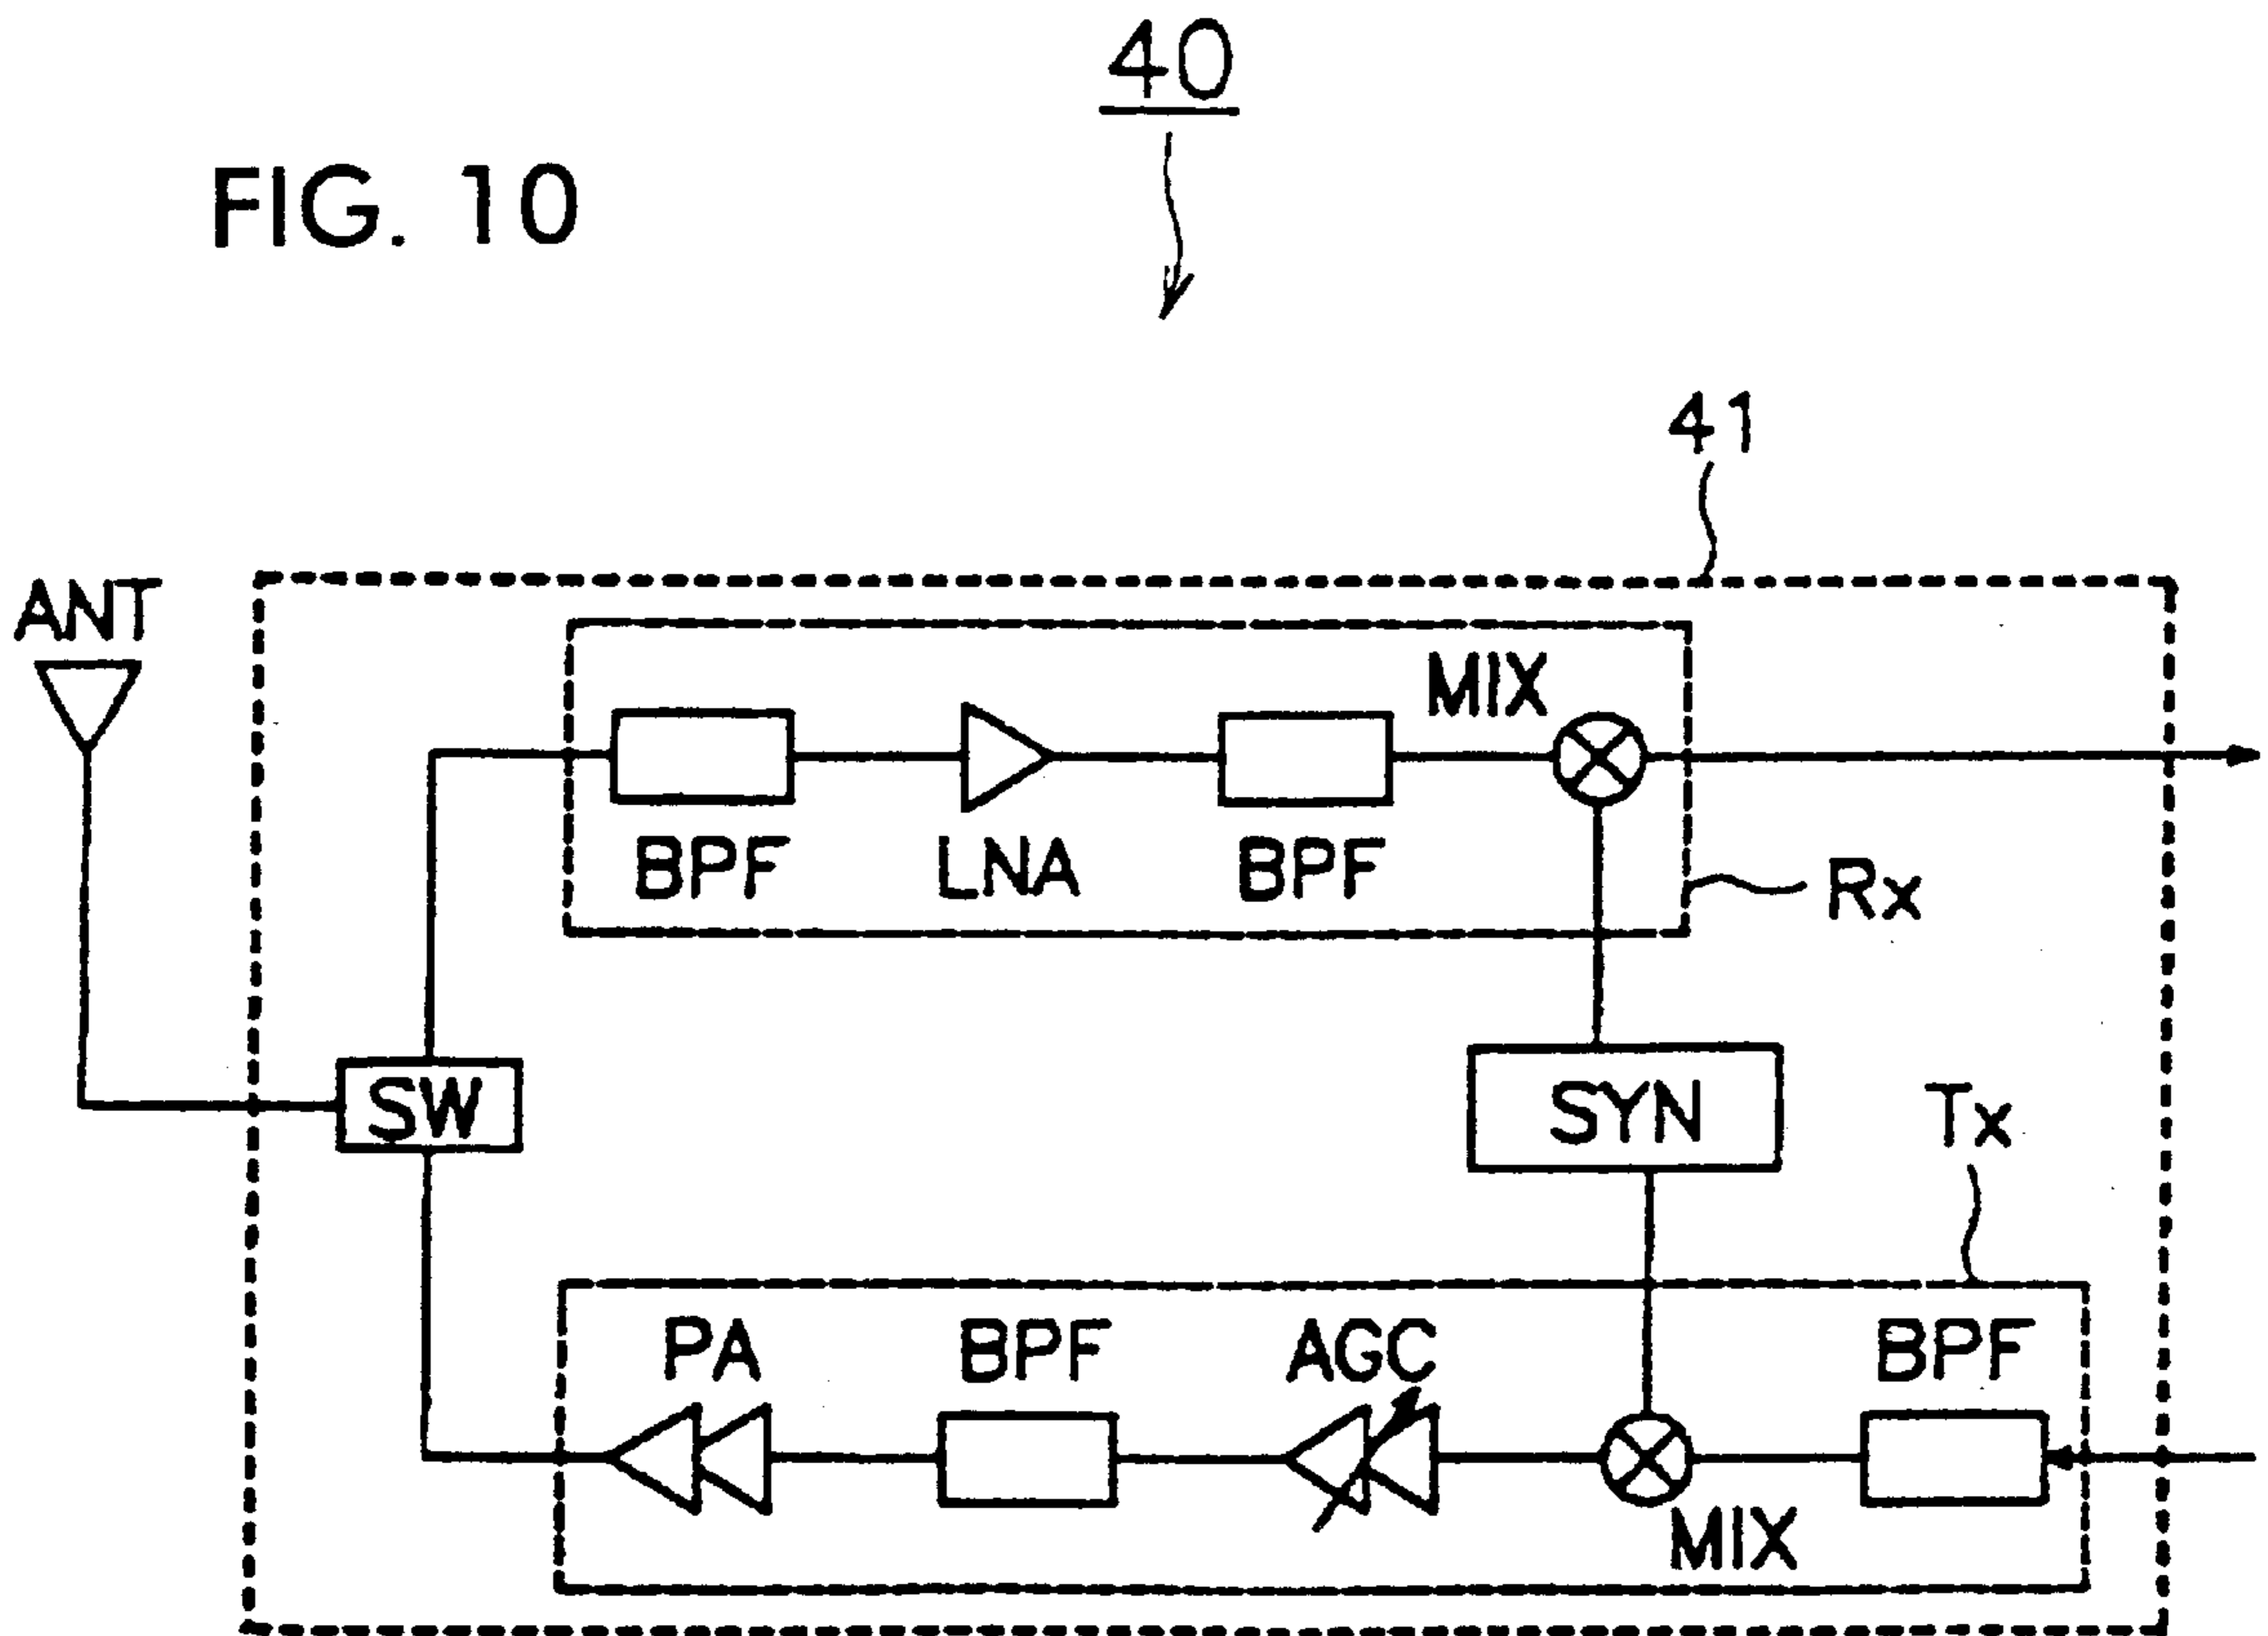 40
FIG. 10
41
ANT
MIX
BPF LNA BPF
Rx
SW
SYN
Tx
PA BPF AGC BPF
MIX